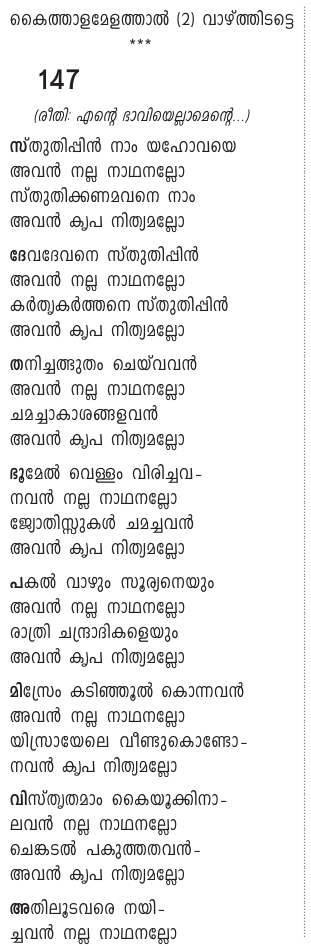 കൈത്താളമേളത്താൽ (2) വാഴ്ത്തിടട്ടെ
***
147
(രീതി: എന്റെ ഭാവിയെല്ലാമെന്റെ...)
സ്തുതിപ്പിൻ നാം യഹോവയെ
അവൻ നല്ല നാഥനല്ലോ
സ്തുതിക്കണമവനെ നാം
അവൻ കൃപ നിത്യമല്ലോ
ദേവദേവനെ സ്തുതിപ്പിൻ
അവൻ നല്ല നാഥനല്ലോ
കർതൃകർത്തനെ സ്തുതിപ്പിൻ
അവൻ കൃപ നിത്യമല്ലോ
തനിച്ചത്ഭുതം ചെയ്‌വവൻ
അവൻ നല്ല നാഥനല്ലോ
ചമച്ചാകാശങ്ങളവൻ
അവൻ കൃപ നിത്യമല്ലോ
ഭൂമേൽ വെള്ളം വിരിച്ചവ-
നവൻ നല്ല നാഥനല്ലോ
ജ്യോതിസ്സുകൾ ചമച്ചവൻ
അവൻ കൃപ നിത്യമല്ലോ
പകൽ വാഴും സൂര്യനെയും
അവൻ നല്ല നാഥനല്ലോ
രാത്രി ചന്ദ്രാദികളെയും
അവൻ കൃപ നിത്യമല്ലോ
മിസ്രേം കടിഞ്ഞൂൽ കൊന്നവൻ
അവൻ നല്ല നാഥനല്ലോ
യിസ്രായേലെ വീണ്ടുകൊണ്ടോ-
നവൻ കൃപ നിത്യമല്ലോ
വിസ്തൃതമാം കൈയൂക്കിനാ-
ലവൻ നല്ല നാഥനല്ലോ
ചെങ്കടൽ പകുത്തതവൻ-
അവൻ കൃപ നിത്യമല്ലോ
അതിലൂടവരെ നയി-
ച്ചവൻ നല്ല നാഥനല്ലോ